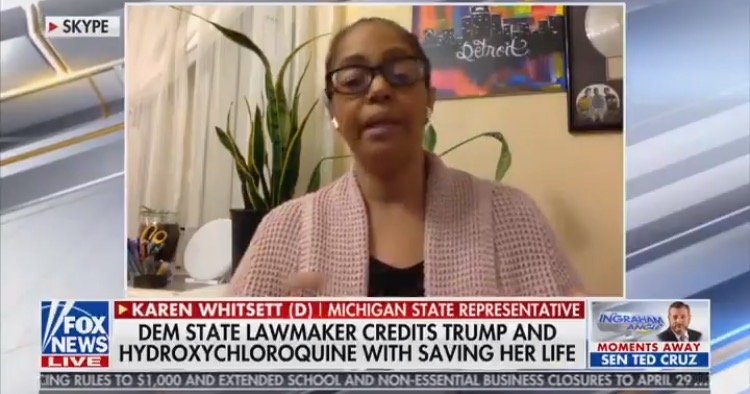 SKYPE
Detroit
KAREN WHITSETT (D) | MICHIGAN STATE REPRESENTATIVE
DEM STATE LAWMAKER CREDITS TRUMP AND
HYDROXYCHLOROQUINE WITH SAVING HER LIFE
FOX
NEWS
LIVE
INGRAHAM
ANGLE
MOMENTS AWAY
SEN TED CRUZ
CING RULES TO $1,000 AND EXTENDED SCHOOL AND NON-ESSENTIAL BUSINESS CLOSURES TO APRIL 29...